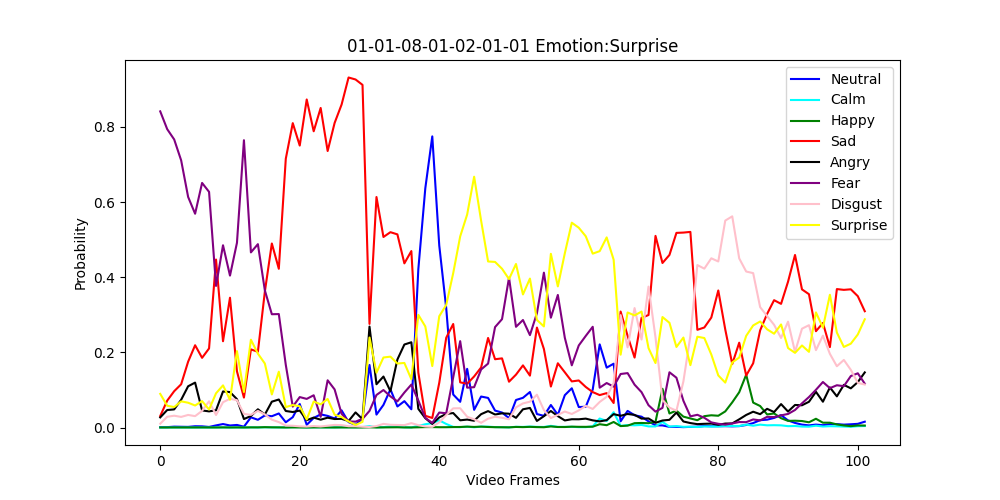 01-01-08-01-02-01-01 Emotion:Surprise
Probability
0.8
0.6
0.4
0.2
0.0
0 20 40 60 80 100
Video Frames
Neutral
Calm
Happy
Sad
Angry
Fear
Disgust
Surprise